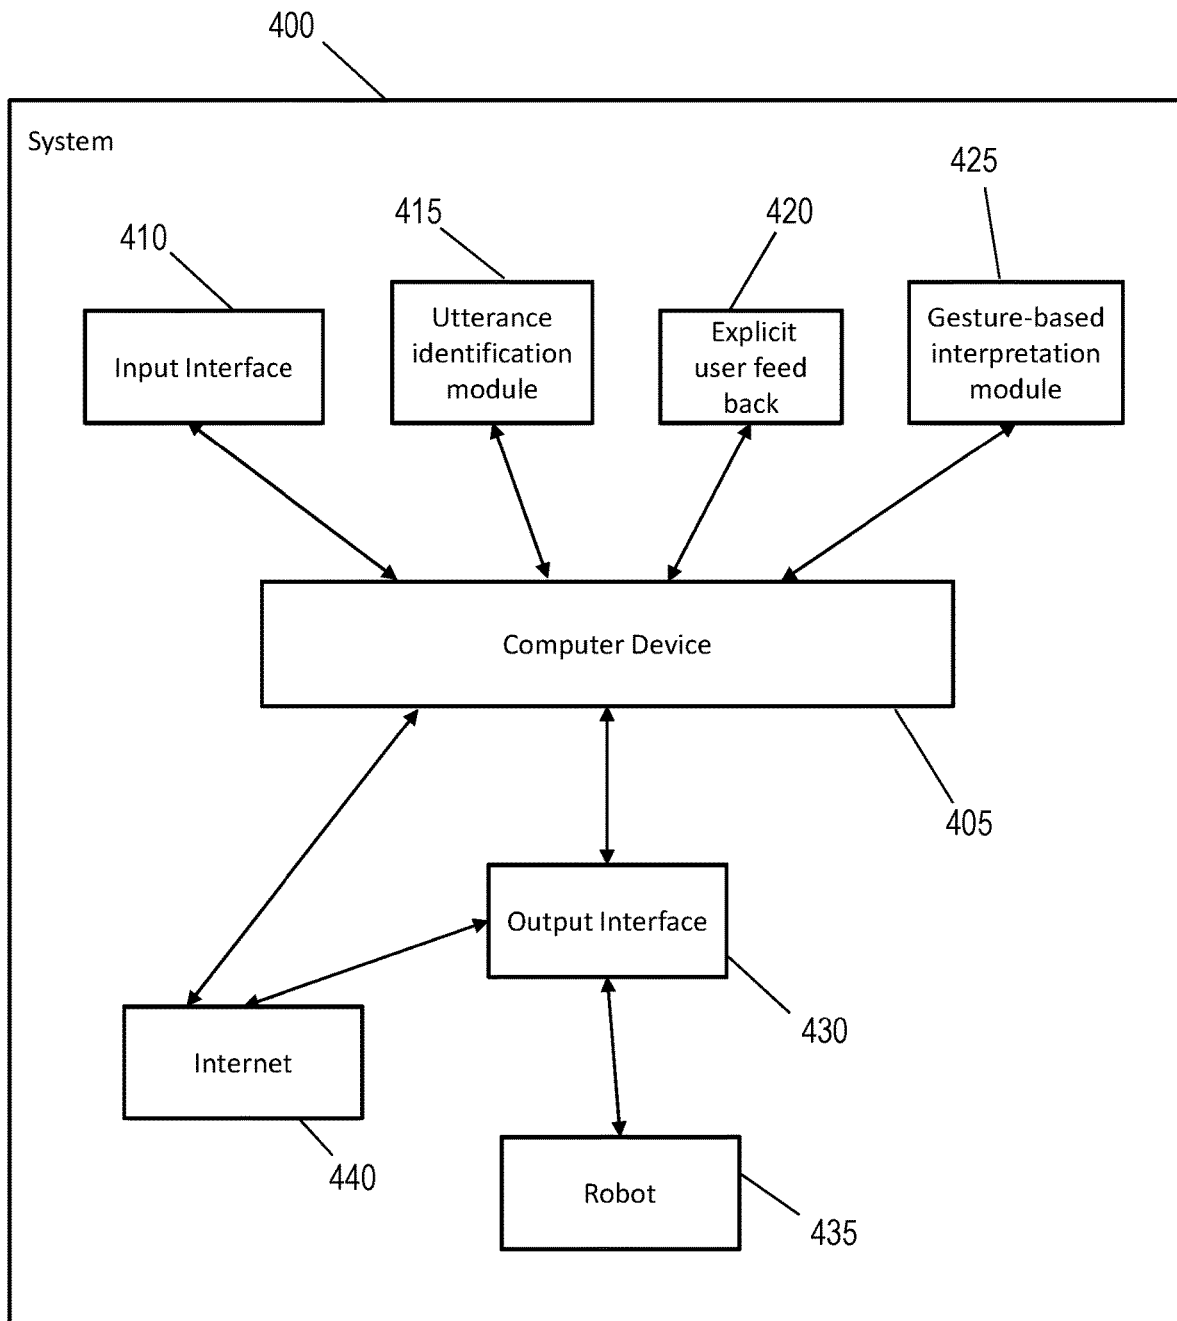 400
System
425
415
420
410
Input Interface
Utterance
identification
module
Explicit
user feed
back
Gesture-based
interpretation
module
Computer Device
405
Output Interface
430
Internet
440
Robot
435